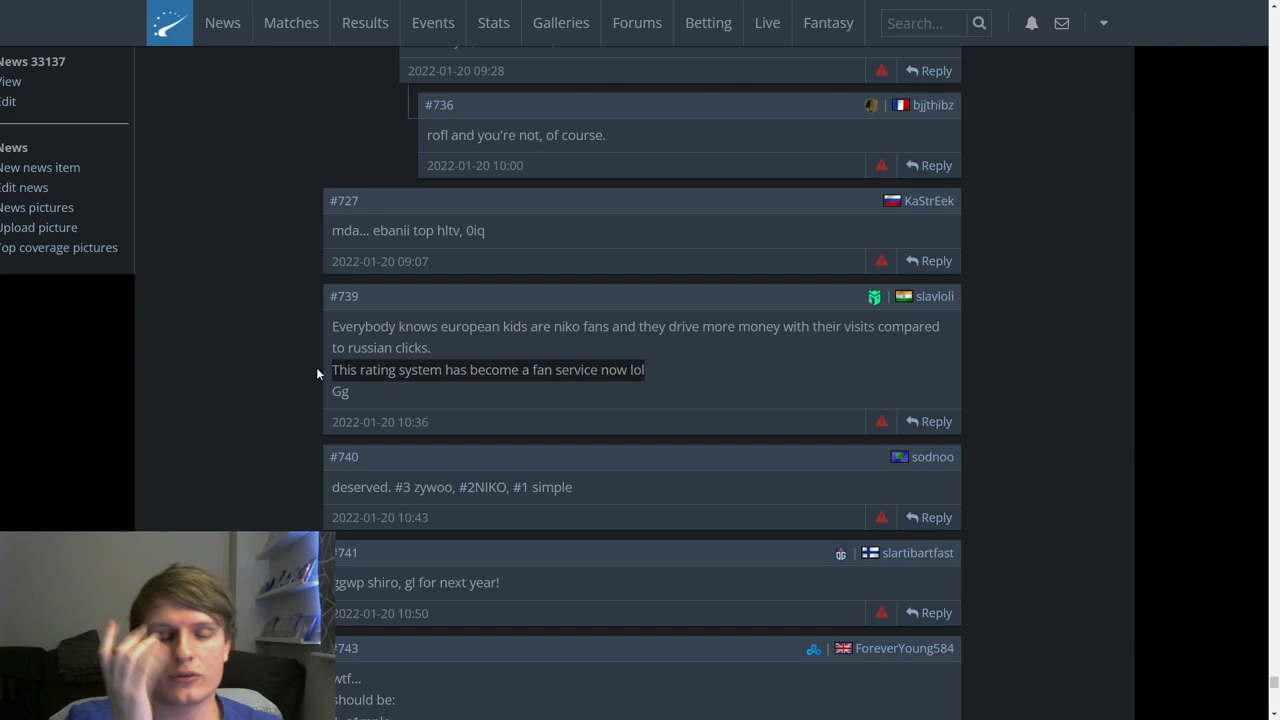 News
Matches
Results
Events
Stats
Galleries
Forums
Betting
Live
Fantasy
Search...
News 33137
View
Edit
News
New news item
Edit news
News pictures
Upload picture
Top coverage pictures
2022-01-20 09:28
Reply
#736
bjjthibz
rofl and you're not, of course.
2022-01-20 10:00
Reply
#727
KaStrEek
mda... ebanii top hltv, 0iq
2022-01-20 09:07
Reply
#739
slavloli
Everybody knows european kids are niko fans and they drive more money with their visits compared
to russian clicks.
This rating system has become a fan service now lol
Gg
2022-01-20 10:36
Reply
#740
sodnoo
deserved. #3 zywoo, #2NIKO, #1 simple
2022-01-20 10:43
Reply
#741
slartibartfast
ggwp shiro, gl for next year!
2022-01-20 10:50
Reply
#743
ForeverYoung584
wtf...
should be: